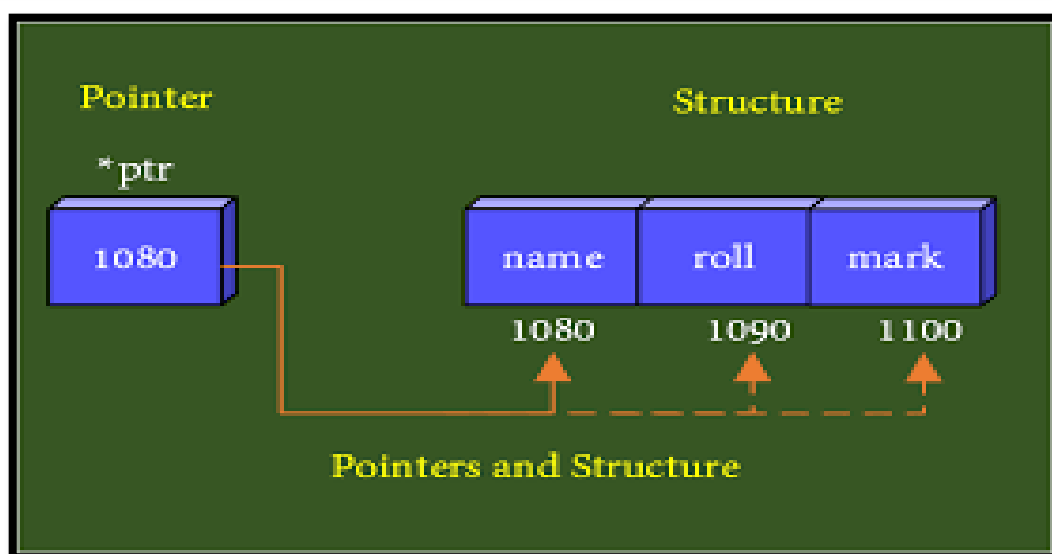 Pointer
Structure
*ptr
1080
name
roll
mark
1080
1090
1100
Pointers and Structure